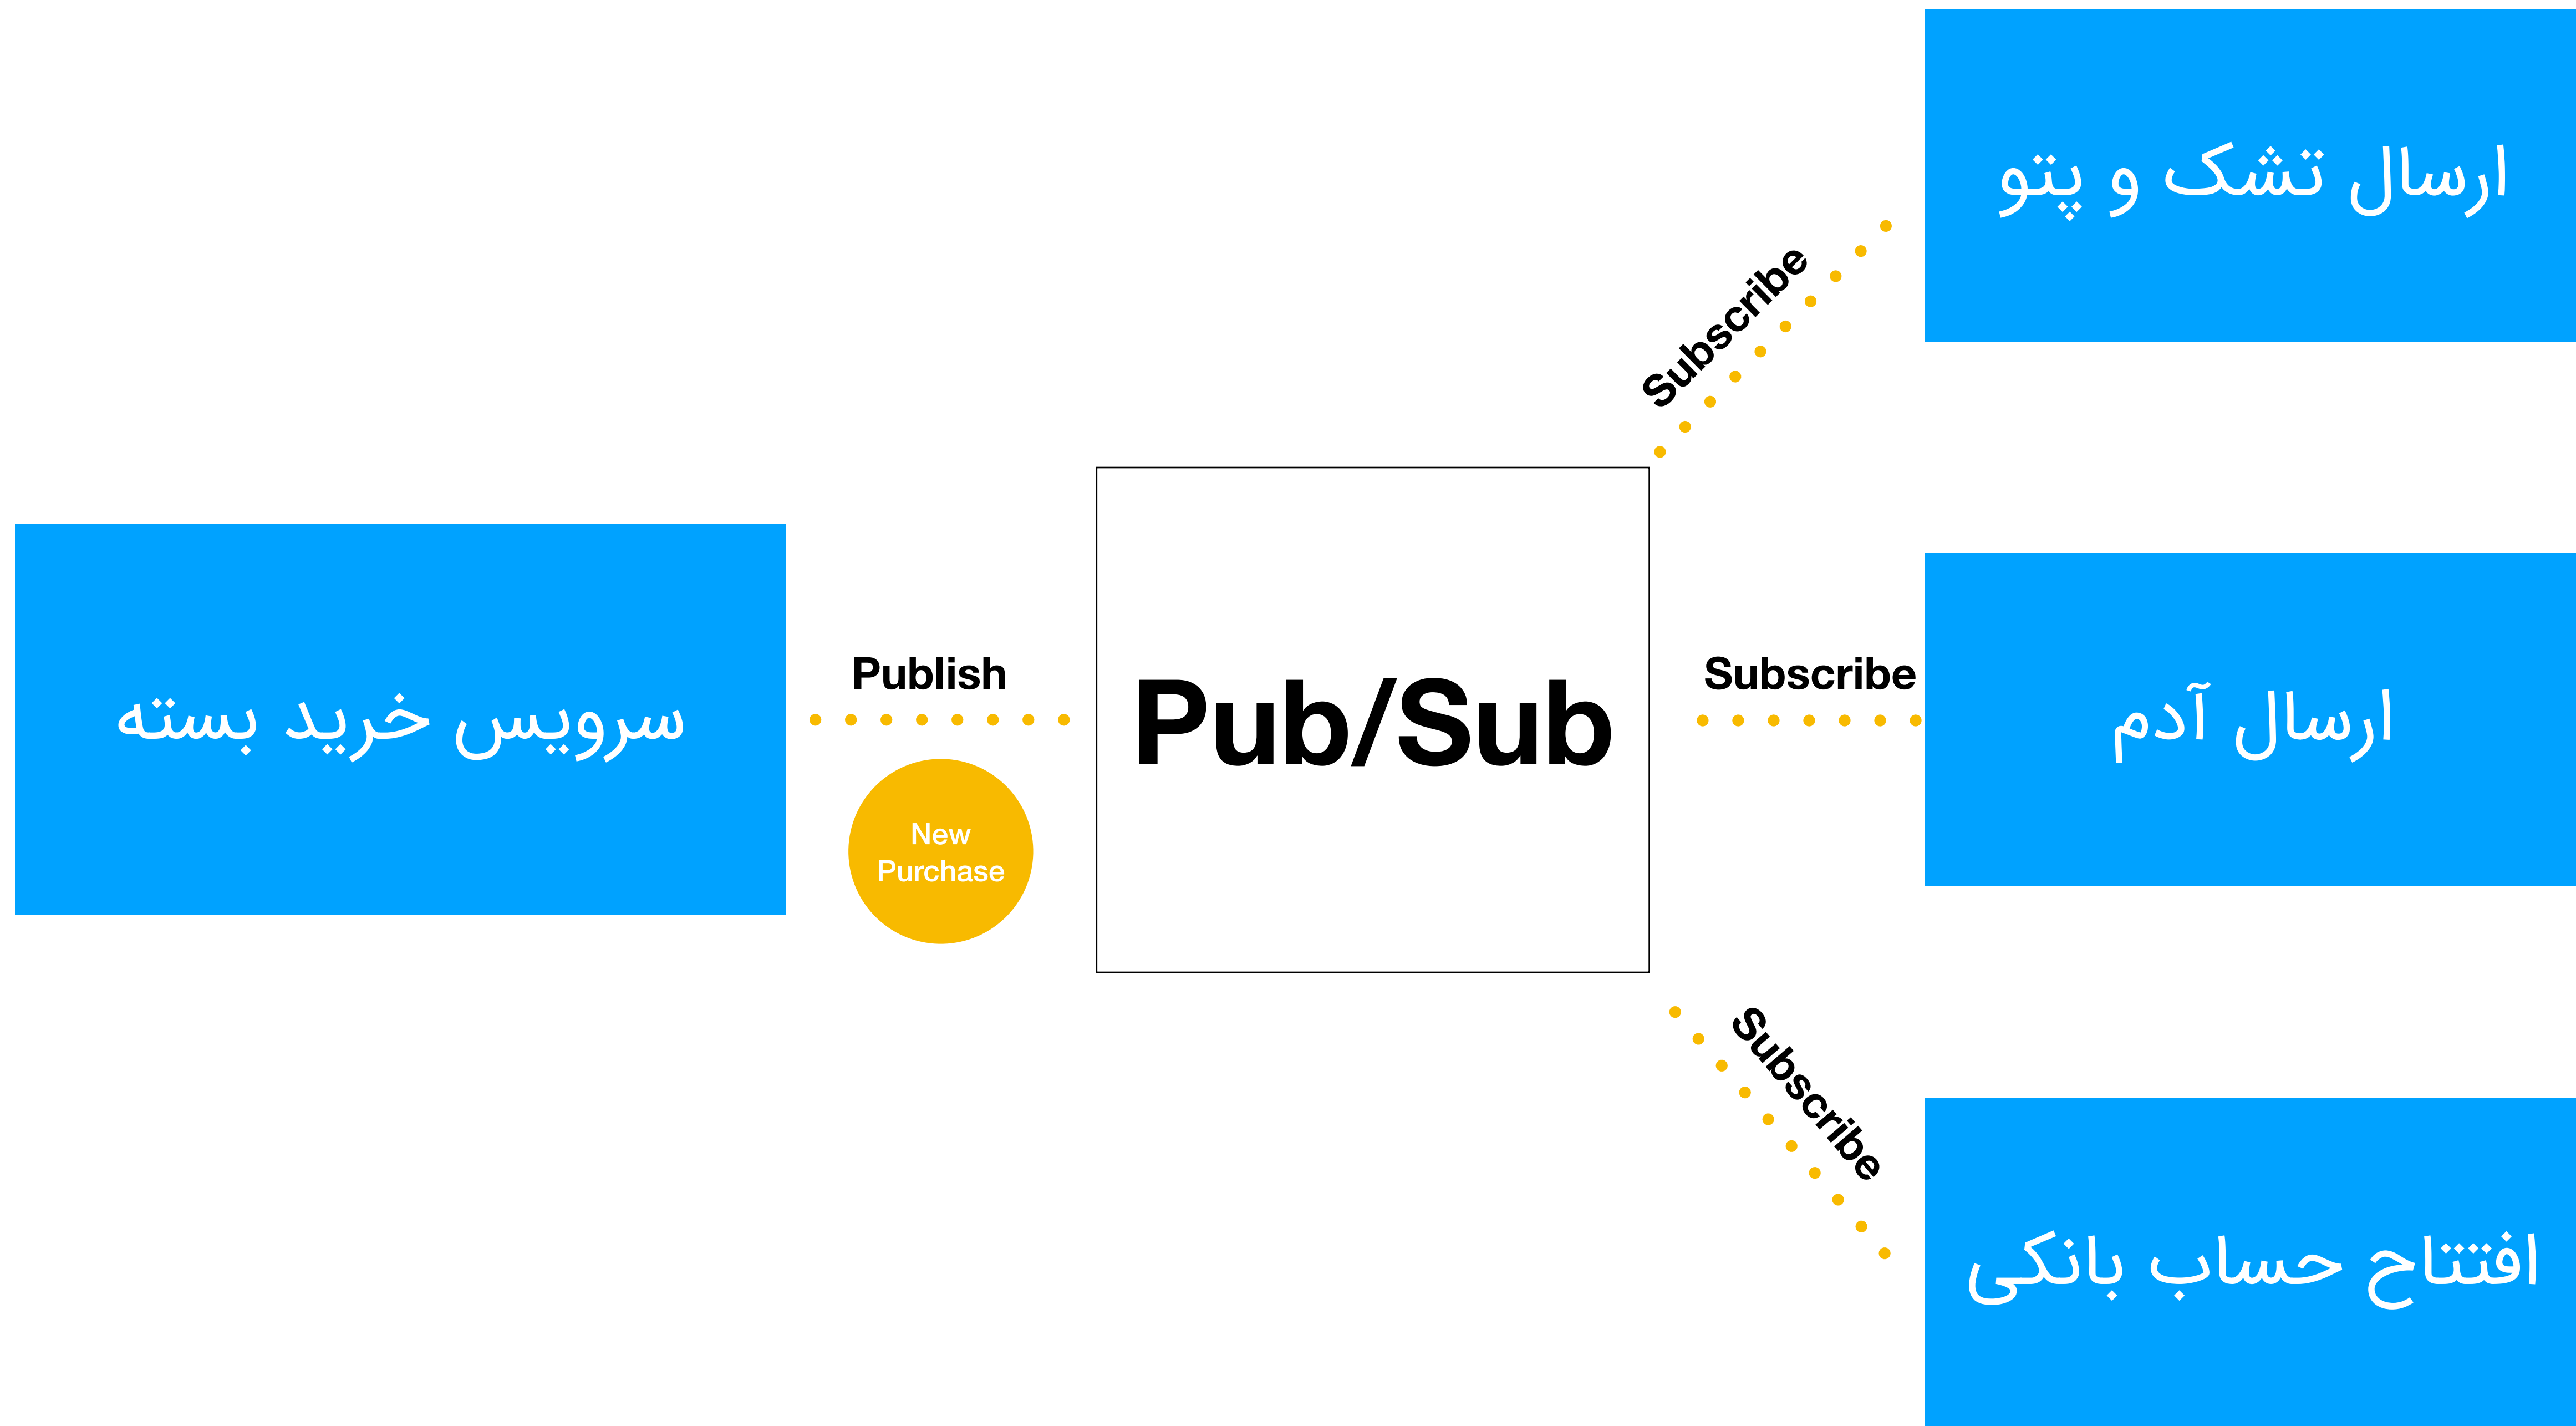 ارسال تشک و پتو
Subscribe
سرویس خرید بسته
Publish
New
Purchase
Pub/Sub
Subscribe
ارسال آدم
Subscribe
افتتاح حساب بانکی